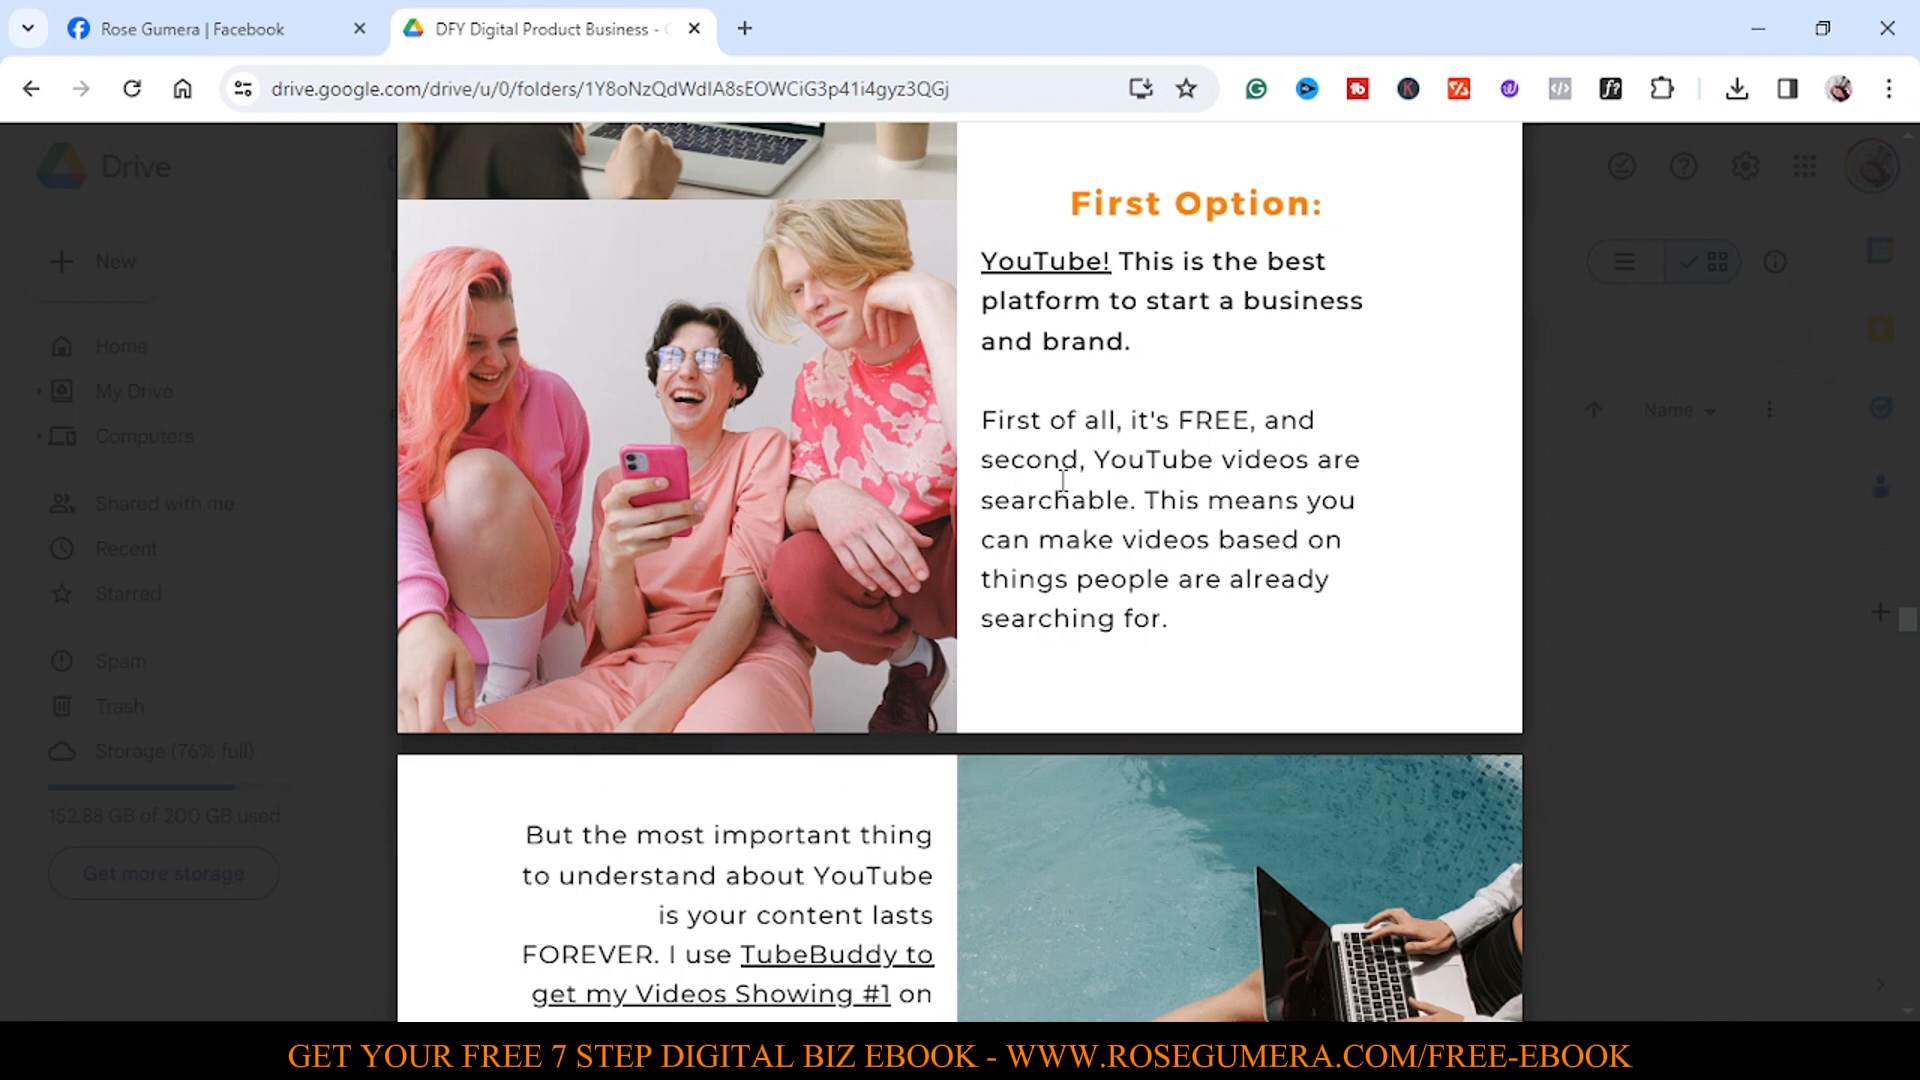 Rose Gumera | Facebook
DFY Digital Product Business -
drive.google.com/drive/u/0/folders/1Y8oNzQdWdIA8sEOWCiG3p41i4gyz3QGj
Drive
New
Home
My Drive
Computers
Shared with me
Recent
Starred
Spam
Trash
Storage (76% full)
152.88 GB of 200 GB used
Get more storage
Name
First Option:
YouTube! This is the best
platform to start a business
and brand.
First of all, it's FREE, and
second, YouTube videos are
searchable. This means you
can make videos based on
things people are already
searching for.
But the most important thing
to understand about YouTube
is your content lasts
FOREVER. I use TubeBuddy to
get my Videos Showing #1 on
GET YOUR FREE 7 STEP DIGITAL BIZ EBOOK - WWW.ROSEGUMERA.COM/FREE-EBOOK